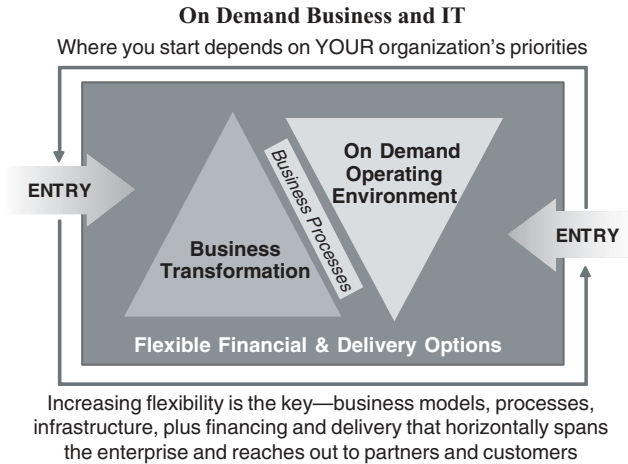 On Demand Business and IT
Where you start depends on YOUR organization's priorities
ENTRY
Business
Transformation
Business Processes
On Demand
Operating
Environment
ENTRY
Flexible Financial & Delivery Options
Increasing flexibility is the key—business models, processes,
infrastructure, plus financing and delivery that horizontally spans
the enterprise and reaches out to partners and customers